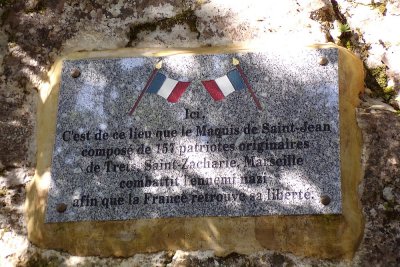 Ici,
C'est de ce lieu que le Maquis de Saint-Jean
composé de 157 patriotes originaires
de Trets, Saint-Zacharie, Marseille
combattit l'ennemi nazi
afin que la France retrouve sa liberté.